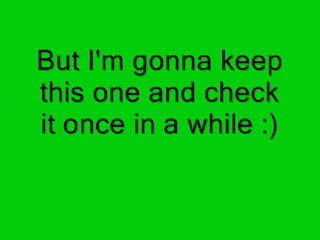 But I'm gonna keep
this one and check
it once in a while :)